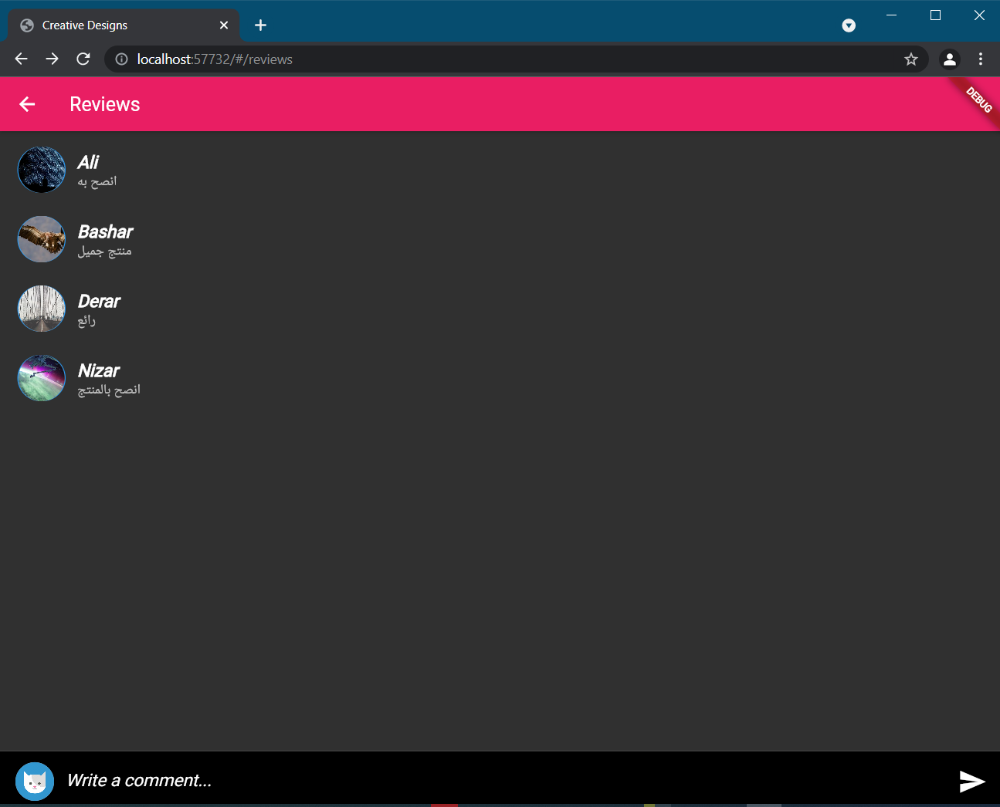 Creative Designs
localhost:57732/#/reviews
Reviews
DEBUG
Ali
انصح به
Bashar
منتج جميل
Derar
رائع
Nizar
انصح بالمنتج
Write a comment...